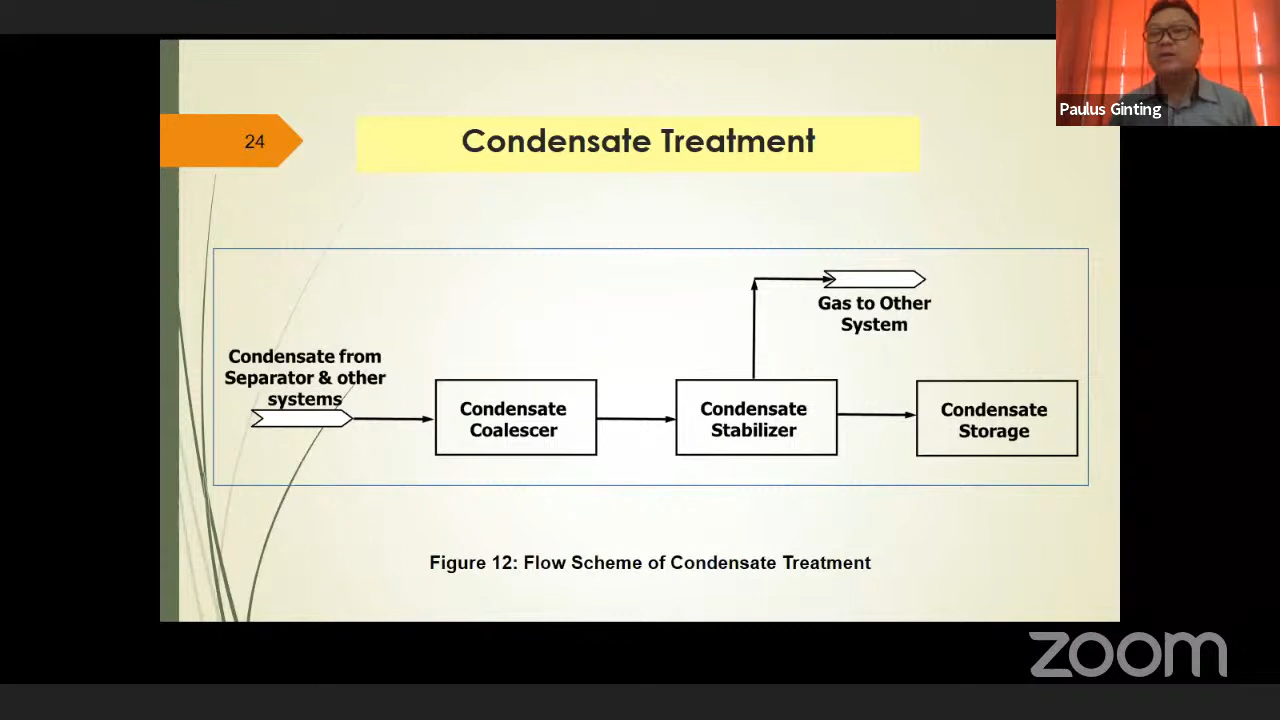 Paulus Ginting
24
Condensate Treatment
Gas to Other
System
Condensate from
Separator & other
systems
Condensate
Coalescer
Condensate
Stabilizer
Condensate
Storage
Figure 12: Flow Scheme of Condensate Treatment
zoom